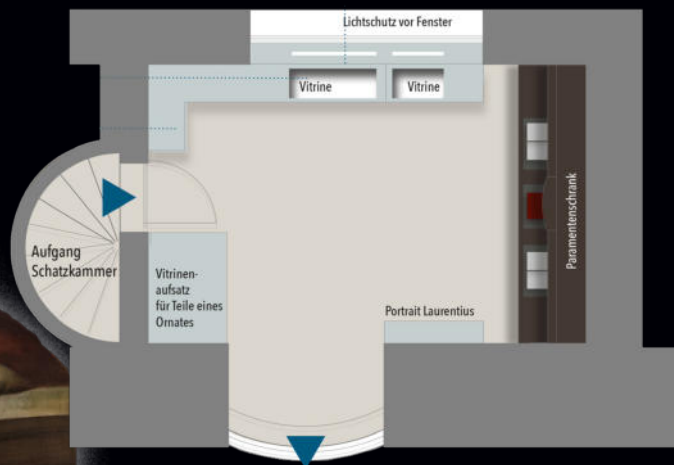 Lichtschutz vor Fenster
Vitrine
Vitrine
Aufgang
Schatzkammer
Vitrinen-
aufsatz
für Teile eines
Ornates
Portrait Laurentius
Paramentenschrank